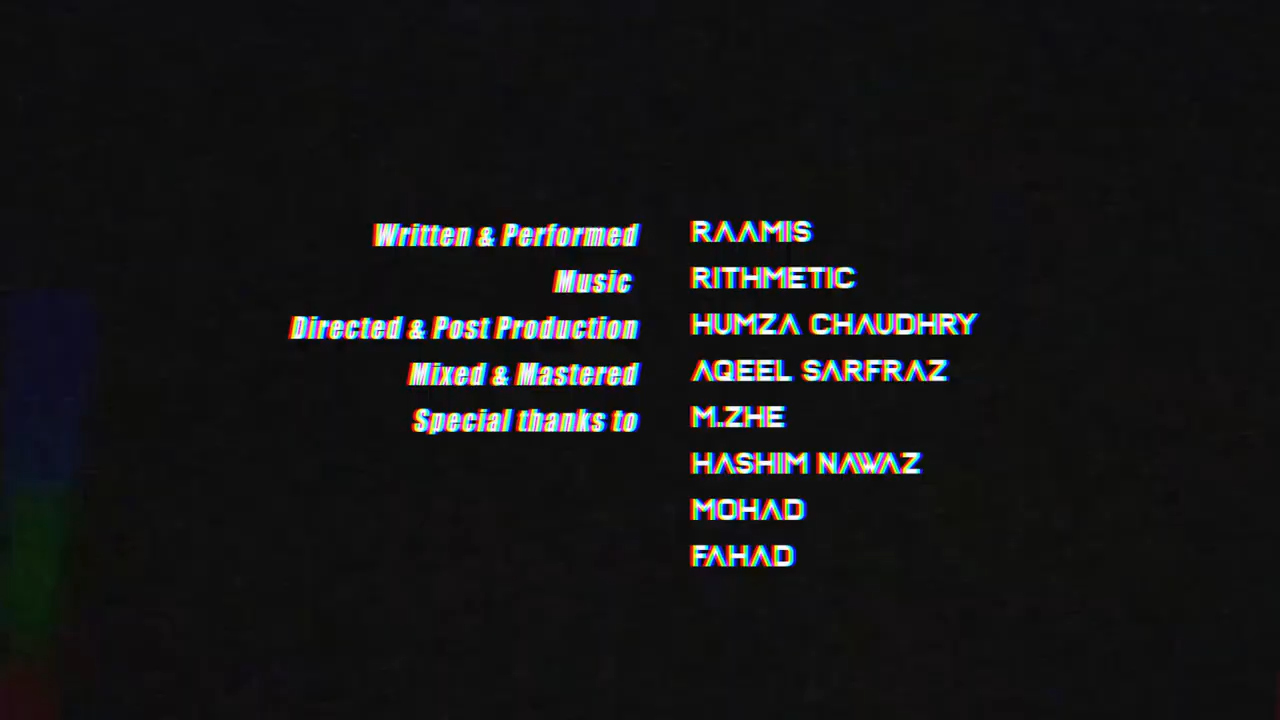 Written & Performed RAAMIS
Music RITHMETIC
Directed & Post Production HUMZA CHAUDHRY
Mixed & Mastered AQEEL SARFRAZ
Special thanks to M.ZHE
HASHIM NAWAZ
MOHAD
FAHAD